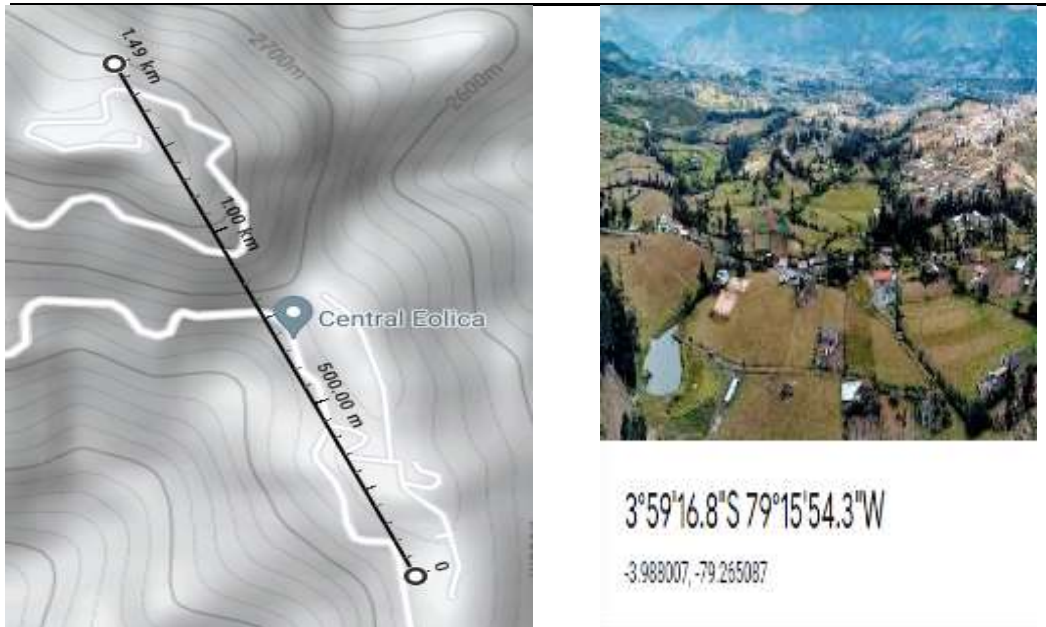 1.49 km
2700m
2600m
1.00 km
Central Eolica
500.00 m
0
3°59'16.8"S 79°15'54.3"W
-3.988007, -79.265087